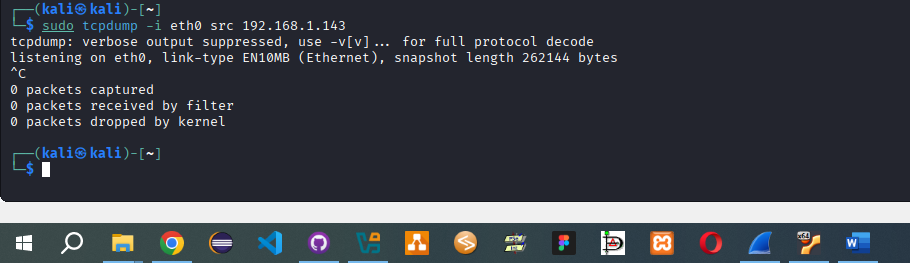 ┌──(kali㉿kali)-[~]
└─$ sudo tcpdump -i eth0 src 192.168.1.143
tcpdump: verbose output suppressed, use -v[v]... for full protocol decode
listening on eth0, link-type EN10MB (Ethernet), snapshot length 262144 bytes
^C
0 packets captured
0 packets received by filter
0 packets dropped by kernel
┌──(kali㉿kali)-[~]
└─$
x64